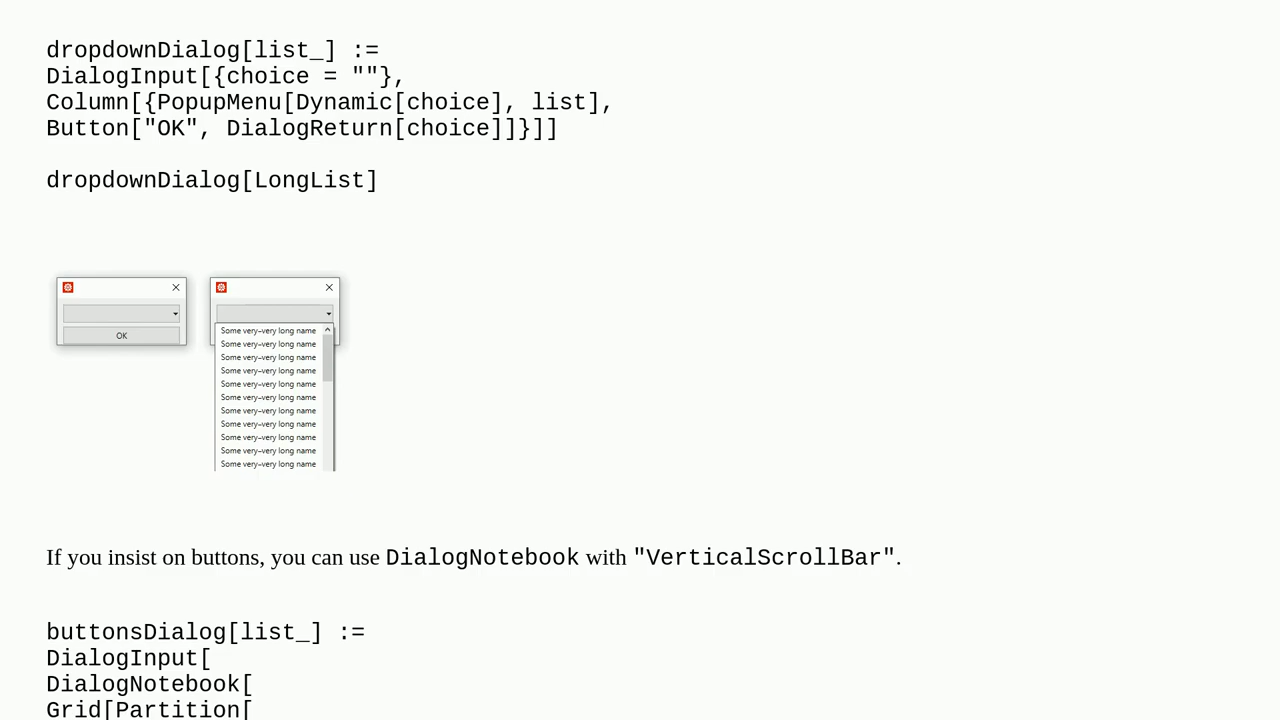 dropdownDialog[list_] :=
DialogInput[{choice = ""},
Column[{PopupMenu[Dynamic[choice], list],
Button["OK", DialogReturn[choice]]}]]
dropdownDialog[LongList]
OK
Some very-very long name
Some very-very long name
Some very-very long name
Some very-very long name
Some very-very long name
Some very-very long name
Some very-very long name
Some very-very long name
Some very-very long name
Some very-very long name
Some very-very long name
If you insist on buttons, you can use DialogNotebook with "VerticalScrollBar".
buttonsDialog[list_] :=
DialogInput[
DialogNotebook[
Grid[Partition[